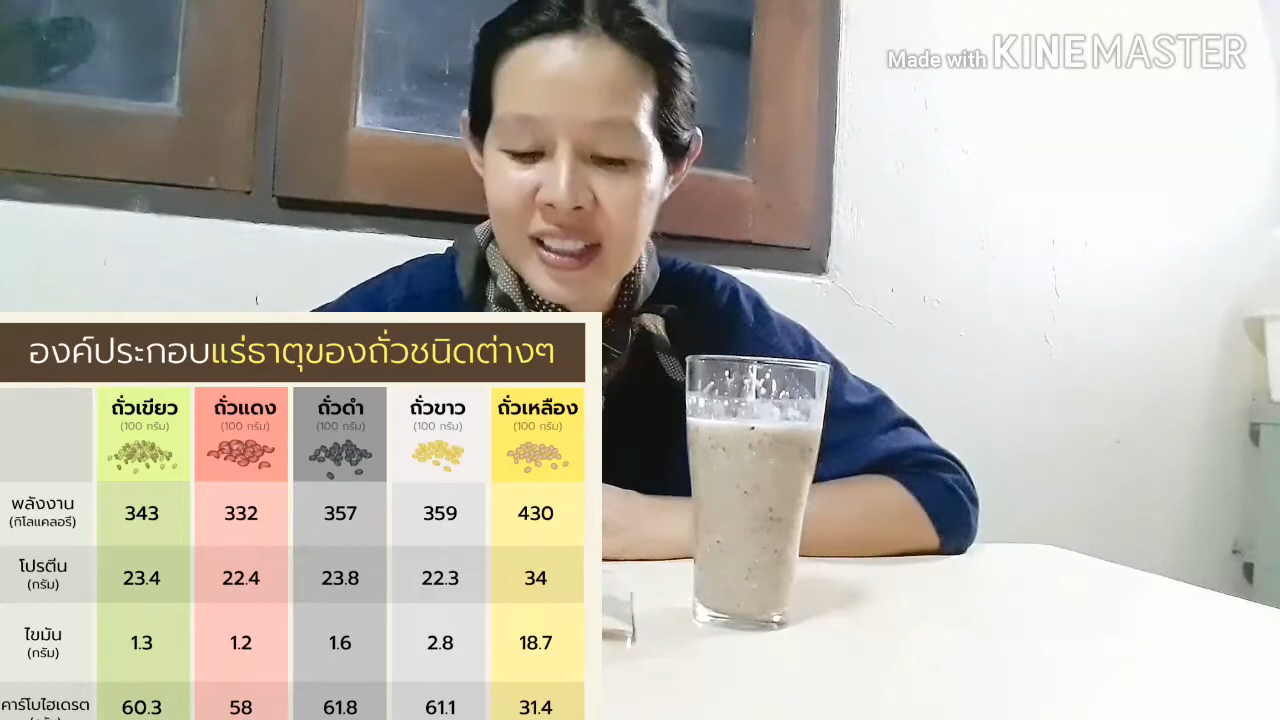 Made with KINEMASTER
องค์ประกอบแร่ธาตุของถั่วชนิดต่างๆ
ถั่วเขียว ถั่วแดง ถั่วดำ ถั่วขาว ถั่วเหลือง
(100 กรัม) (100 กรัม) (100 กรัม) (100 กรัม) (100 กรัม)
พลังงาน
(กิโลแคลอรี)
343 332 357 359 430
โปรตีน
(กรัม)
23.4 22.4 23.8 22.3 34
ไขมัน
(กรัม)
1.3 1.2 1.6 2.8 18.7
คาร์โบไฮเดรต
60.3 58 61.8 61.1 31.4